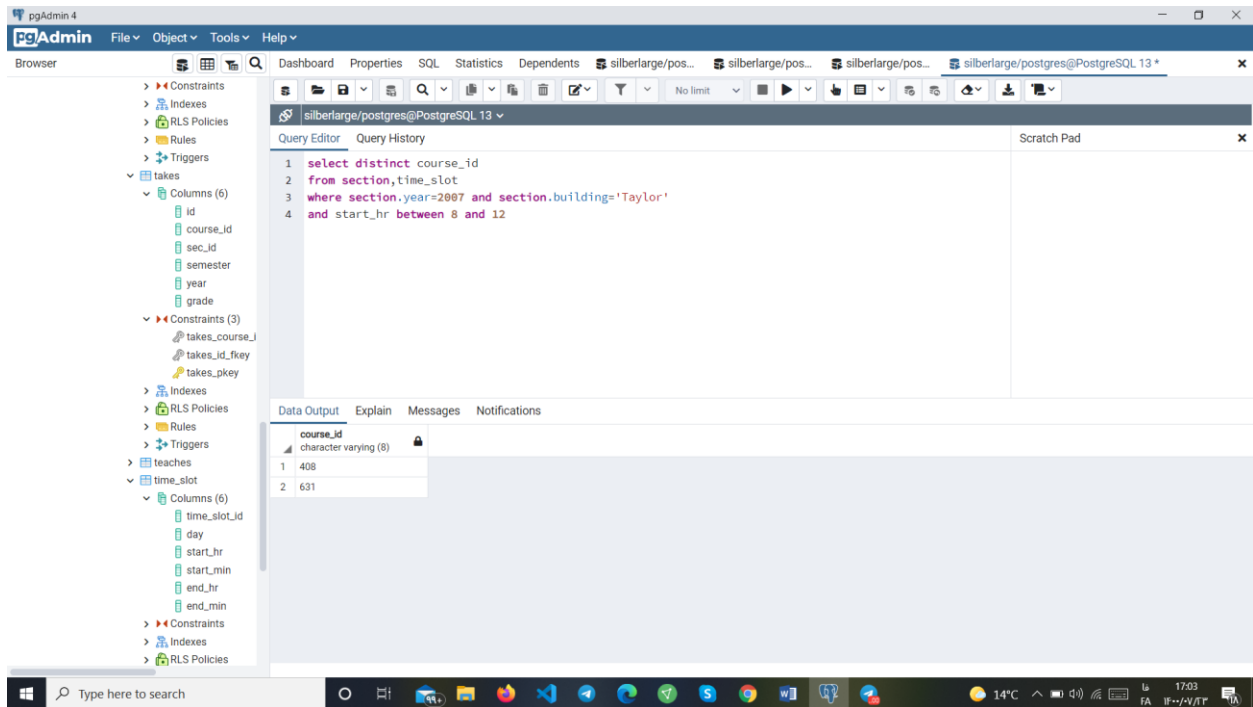 pgAdmin 4
pgAdmin File Object Tools Help
Browser
Dashboard Properties SQL Statistics Dependents silberlarge/pos... silberlarge/pos... silberlarge/pos... silberlarge/postgres@PostgreSQL 13 *
No limit
silberlarge/postgres@PostgreSQL 13
Query Editor Query History
Scratch Pad
1 select distinct course_id
2 from section,time_slot
3 where section.year=2007 and section.building='Taylor'
4 and start_hr between 8 and 12
Constraints
Indexes
RLS Policies
Rules
Triggers
takes
Columns (6)
id
course_id
sec_id
semester
year
grade
Constraints (3)
takes_course_i
takes_id_fkey
takes_pkey
Indexes
RLS Policies
Rules
Triggers
teaches
time_slot
Columns (6)
time_slot_id
day
start_hr
start_min
end_hr
end_min
Constraints
Indexes
RLS Policies
Data Output Explain Messages Notifications
course_id
character varying (8)
1 408
2 631
Type here to search
99+
14°C
فا
FA
17:03
۱۴۰۰/۰۷/۲۳
۱۸